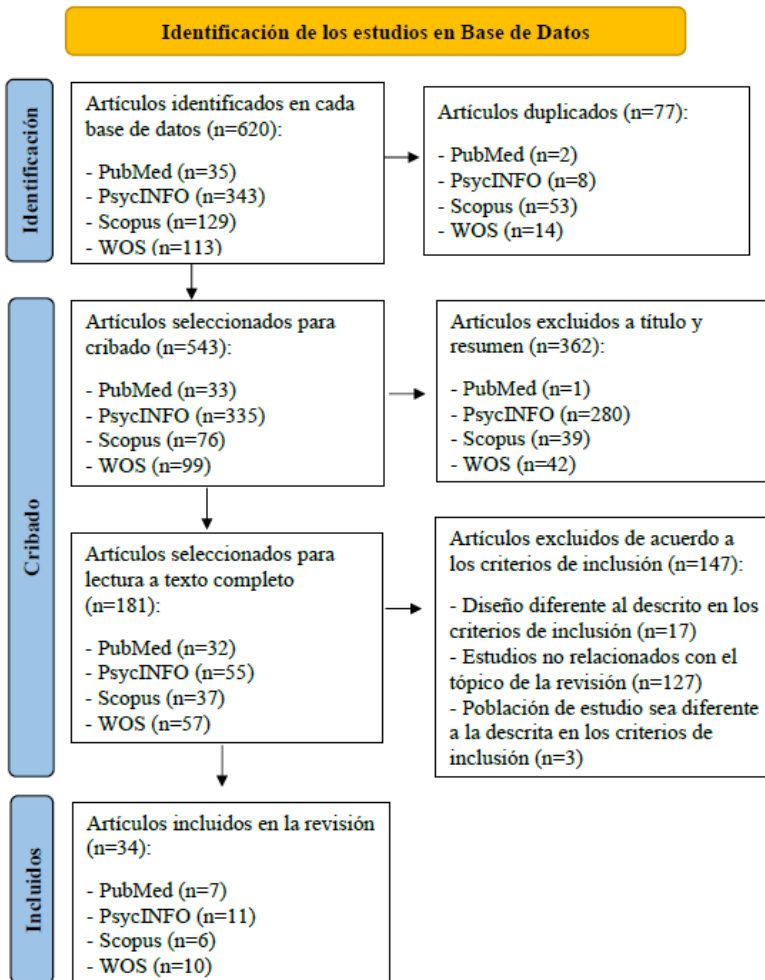 Identificación de los estudios en Base de Datos
Identificación
Artículos identificados en cada
base de datos (n=620):
- PubMed (n=35)
- PsycINFO (n=343)
- Scopus (n=129)
- WOS (n=113)
Artículos duplicados (n=77):
- PubMed (n=2)
- PsycINFO (n=8)
- Scopus (n=53)
- WOS (n=14)
Cribado
Artículos seleccionados para
cribado (n=543):
- PubMed (n=33)
- PsycINFO (n=335)
- Scopus (n=76)
- WOS (n=99)
Artículos excluidos a título y
resumen (n=362):
- PubMed (n=1)
- PsycINFO (n=280)
- Scopus (n=39)
- WOS (n=42)
Artículos seleccionados para
lectura a texto completo
(n=181):
- PubMed (n=32)
- PsycINFO (n=55)
- Scopus (n=37)
- WOS (n=57)
Artículos excluidos de acuerdo a
los criterios de inclusión (n=147):
- Diseño diferente al descrito en los
criterios de inclusión (n=17)
- Estudios no relacionados con el
tópico de la revisión (n=127)
- Población de estudio sea diferente
a la descrita en los criterios de
inclusión (n=3)
Incluidos
Artículos incluidos en la revisión
(n=34):
- PubMed (n=7)
- PsycINFO (n=11)
- Scopus (n=6)
- WOS (n=10)